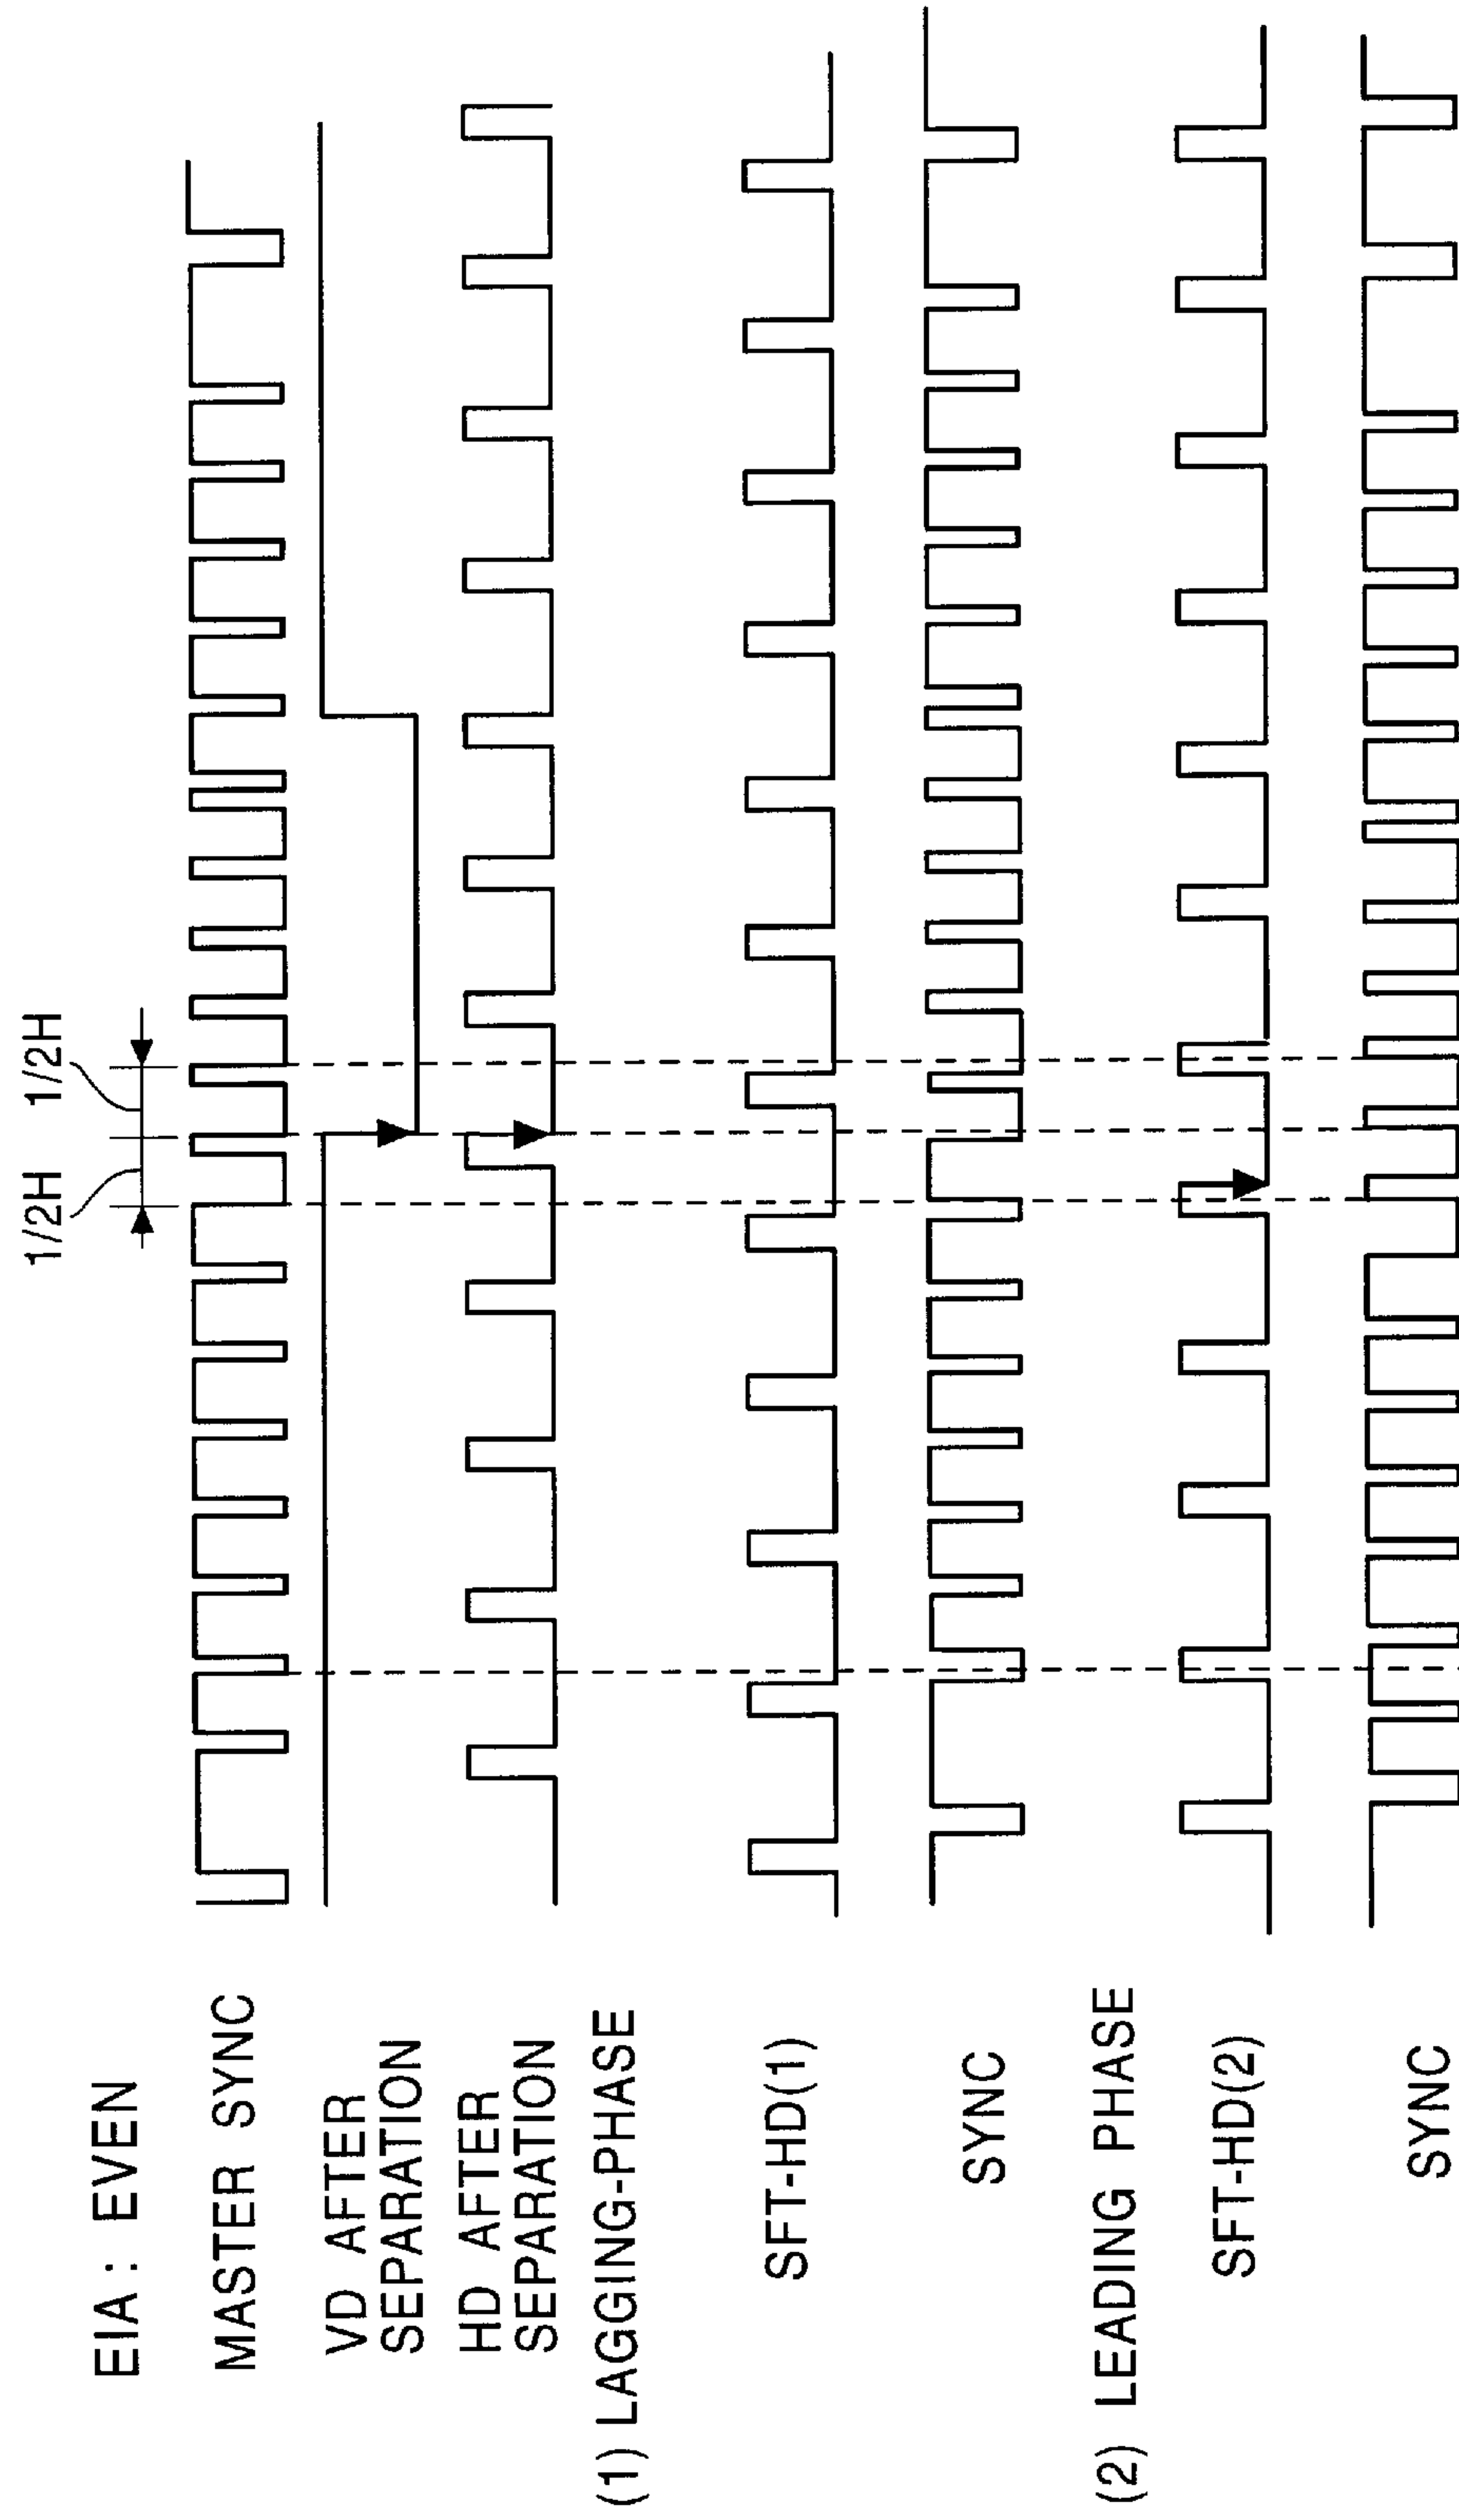 1/2H 1/2H
EIA: EVEN
MASTER SYNC
VD AFTER
SEPARATION
HD AFTER
SEPARATION
(1) LAGGING-PHASE
SFT-HD(1)
SYNC
(2) LEADING PHASE
SFT-HD(2)
SYNC